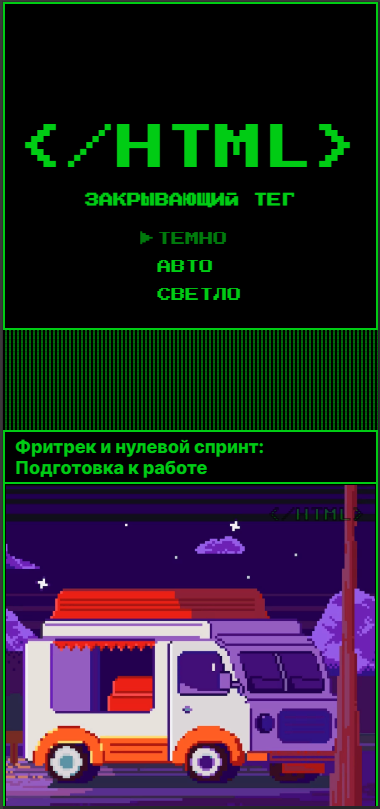 </HTML>
ЗАКРЫВАЮЩИЙ ТЕГ
ТЕМНО
АВТО
СВЕТЛО
Фритрек и нулевой спринт:
Подготовка к работе
</HTML>